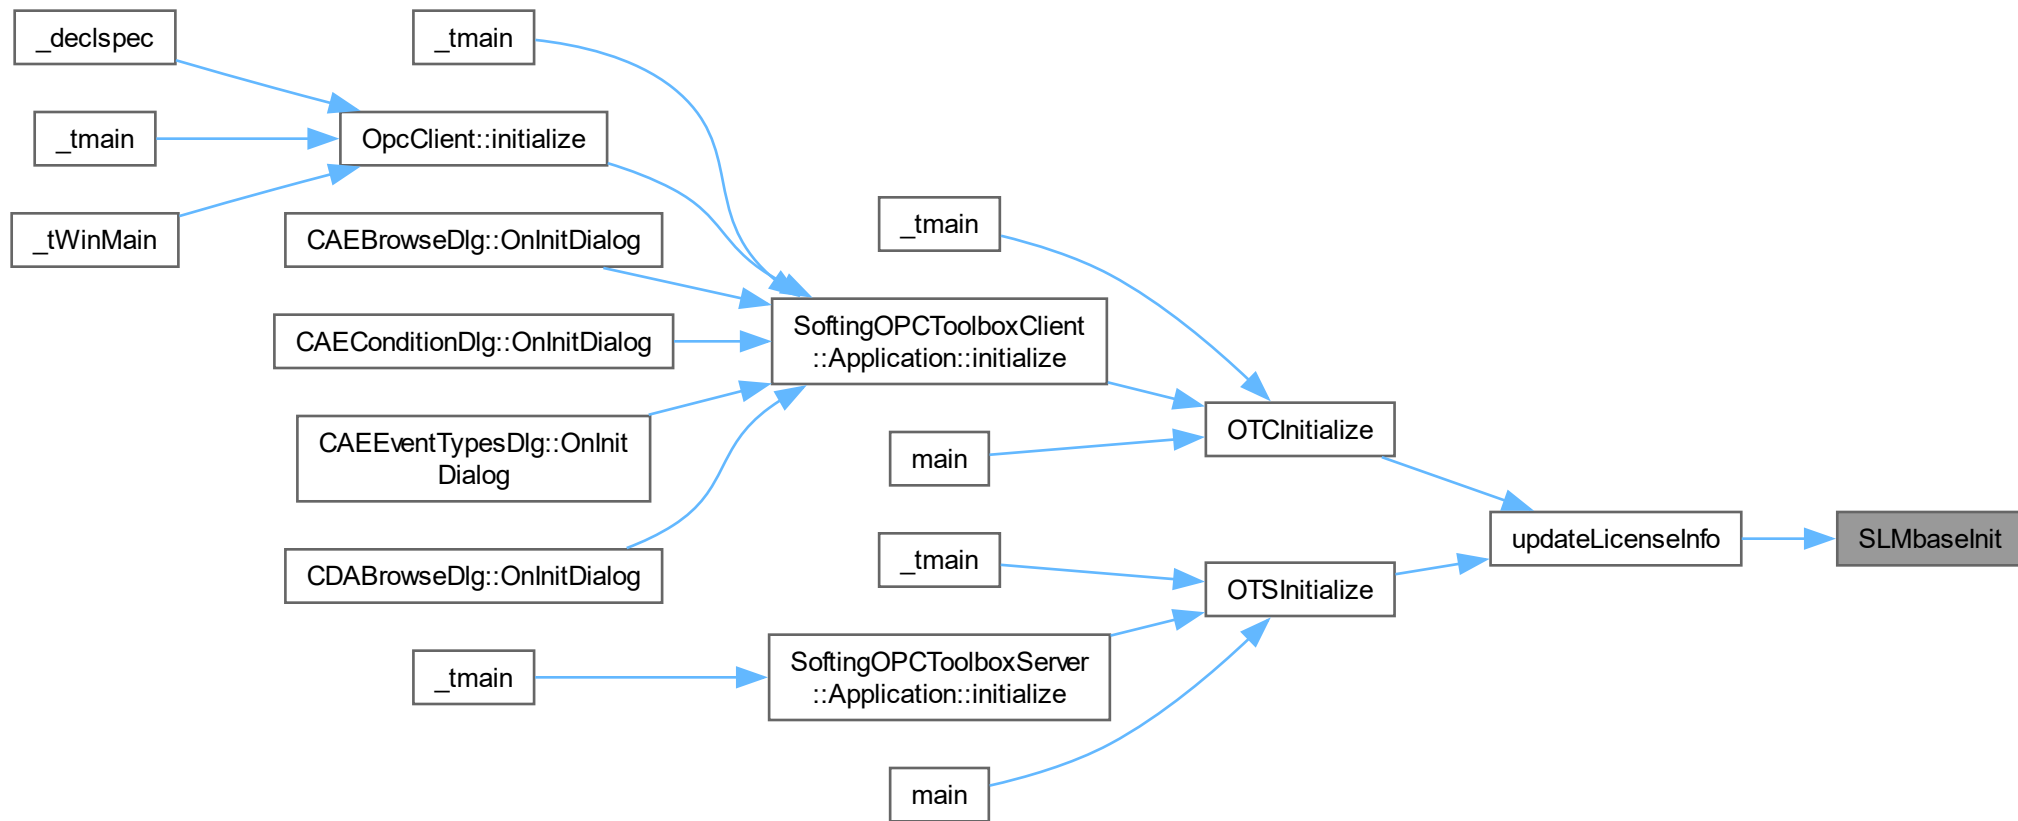 _declspec
_tmain
_tmain
OpcClient::initialize
_tWinMain
CAEBrowseDlg::OnInitDialog
CAEConditionDlg::OnInitDialog
CAEEventTypesDlg::OnInit
Dialog
CDABrowseDlg::OnInitDialog
_tmain
SoftingOPCToolboxClient
::Application::initialize
main
_tmain
SoftingOPCToolboxServer
::Application::initialize
_tmain
main
OTCInitialize
OTSInitialize
updateLicenseInfo
SLMbaseInit